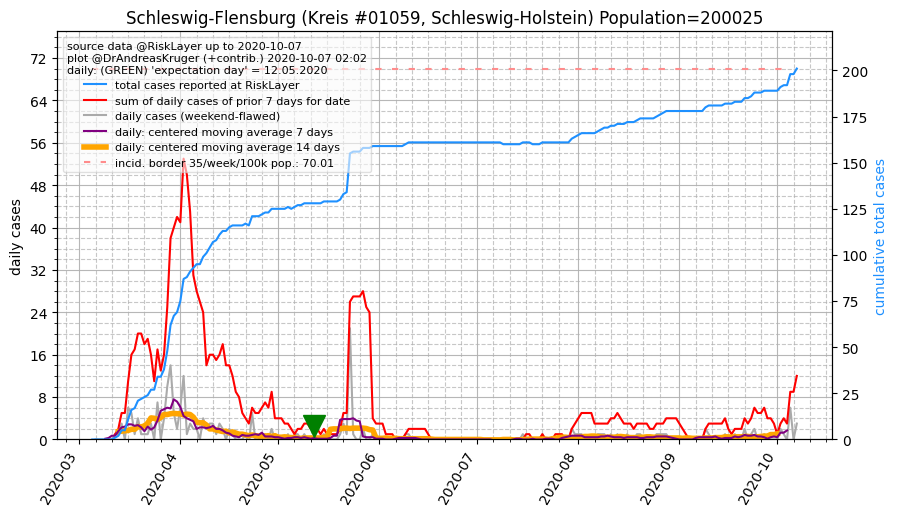 Schleswig-Flensburg (Kreis #01059, Schleswig-Holstein) Population=200025
source data @RiskLayer up to 2020-10-07
plot @DrAndreasKruger (+contrib.) 2020-10-07 02:02
daily: (GREEN) 'expectation day' = 12.05.2020
total cases reported at RiskLayer
sum of daily cases of prior 7 days for date
daily cases (weekend-flawed)
daily: centered moving average 7 days
daily: centered moving average 14 days
incid. border 35/week/100k pop.: 70.01
daily cases
72
64
56
48
40
32
24
16
8
0
cumulative total cases
200
175
150
125
100
75
50
25
0
2020-03
2020-04
2020-05
2020-06
2020-07
2020-08
2020-09
2020-10